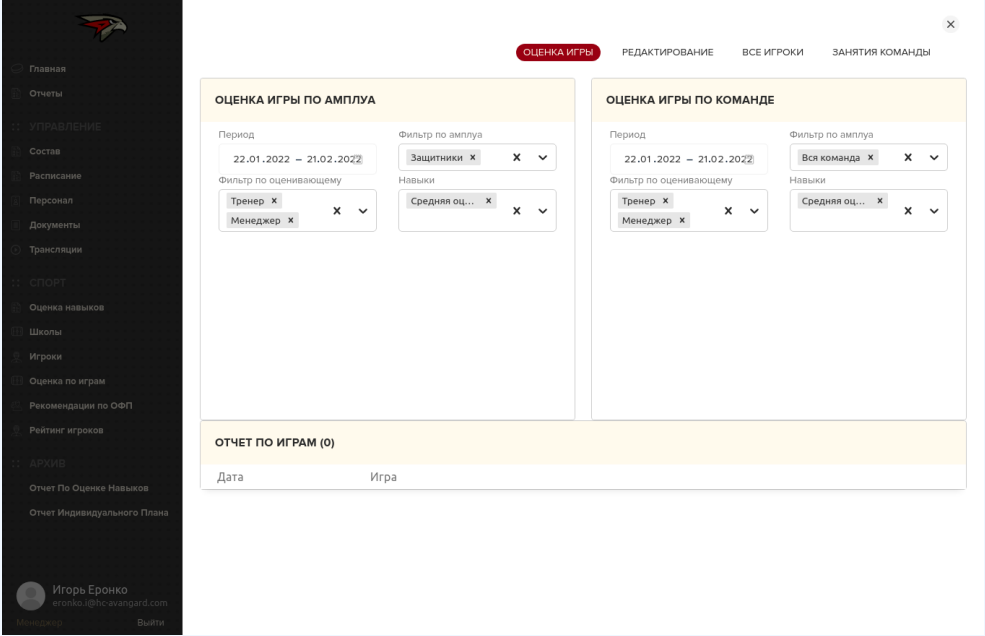 Главная
Отчеты
УПРАВЛЕНИЕ
Состав
Расписание
Персонал
Документы
Трансляции
СПОРТ
Оценка навыков
Школы
Игроки
Оценка по играм
Рекомендации по ОФП
Рейтинг игроков
АРХИВ
Отчет По Оценке Навыков
Отчет Индивидуального Плана
Игорь Еронко
eronko.i@hc-avangard.com
Менеджер Выйти
ОЦЕНКА ИГРЫ РЕДАКТИРОВАНИЕ ВСЕ ИГРОКИ ЗАНЯТИЯ КОМАНДЫ
ОЦЕНКА ИГРЫ ПО АМПЛУА
Период Фильтр по амплуа
22.01.2022 – 21.02.2022 Защитники
Фильтр по оценивающему Навыки
Тренер Средняя оц...
Менеджер
ОЦЕНКА ИГРЫ ПО КОМАНДЕ
Период Фильтр по амплуа
22.01.2022 – 21.02.2022 Вся команда
Фильтр по оценивающему Навыки
Тренер Средняя оц...
Менеджер
ОТЧЕТ ПО ИГРАМ (0)
Дата Игра